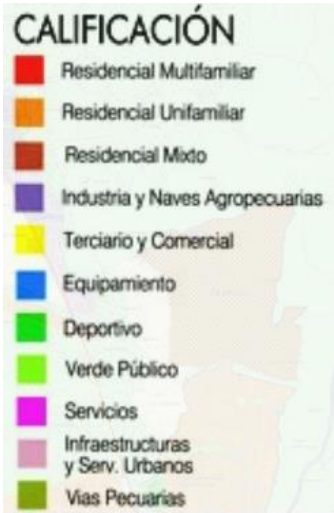 CALIFICACIÓN
Residencial Multifamiliar
Residencial Unifamiliar
Residencial Mixto
Industria y Naves Agropecuarias
Terciario y Comercial
Equipamiento
Deportivo
Verde Público
Servicios
Infraestructuras
y Serv. Urbanos
Vias Pecuarias